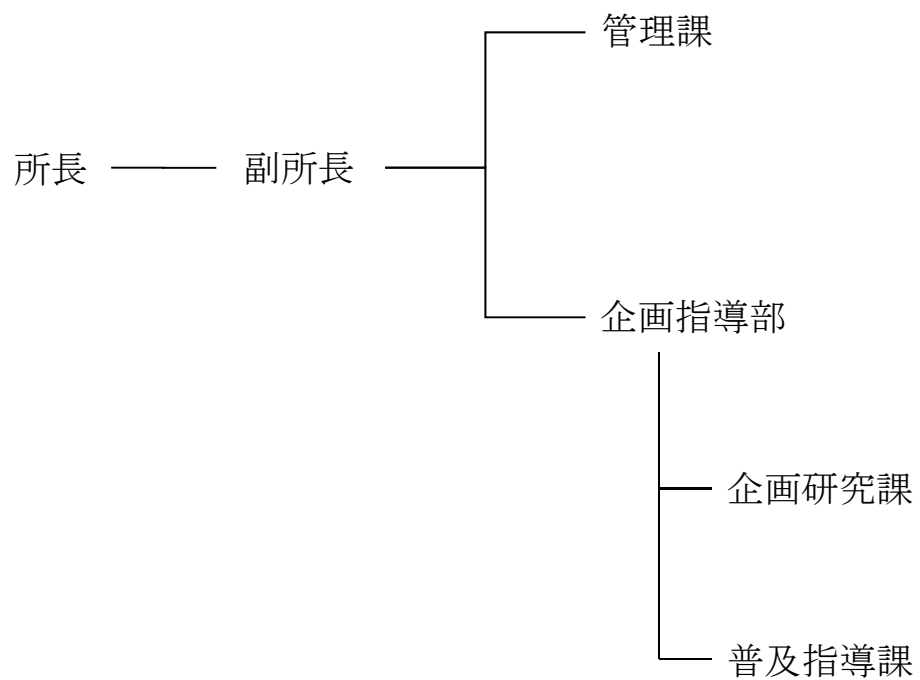 管理課
所長
副所長
企画指導部
企画研究課
普及指導課